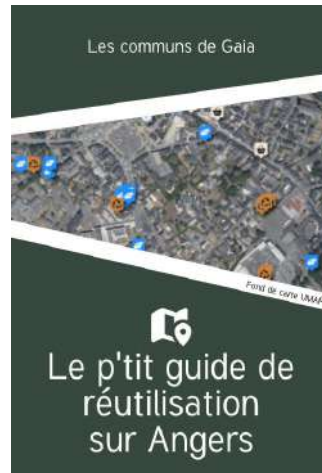 Les communs de Gaia
Fond de carte UMAP
Le p'tit guide de
réutilisation
sur Angers